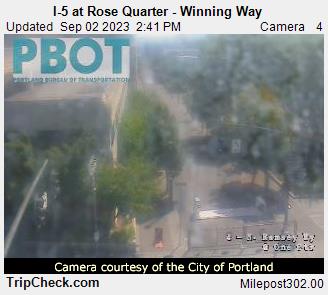 I-5 at Rose Quarter - Winning Way
Updated Sep 02 2023 2:41 PM Camera 4
PBOT
PORTLAND BUREAU OF TRANSPORTATION
Camera courtesy of the City of Portland
TripCheck.com Milepost302.00